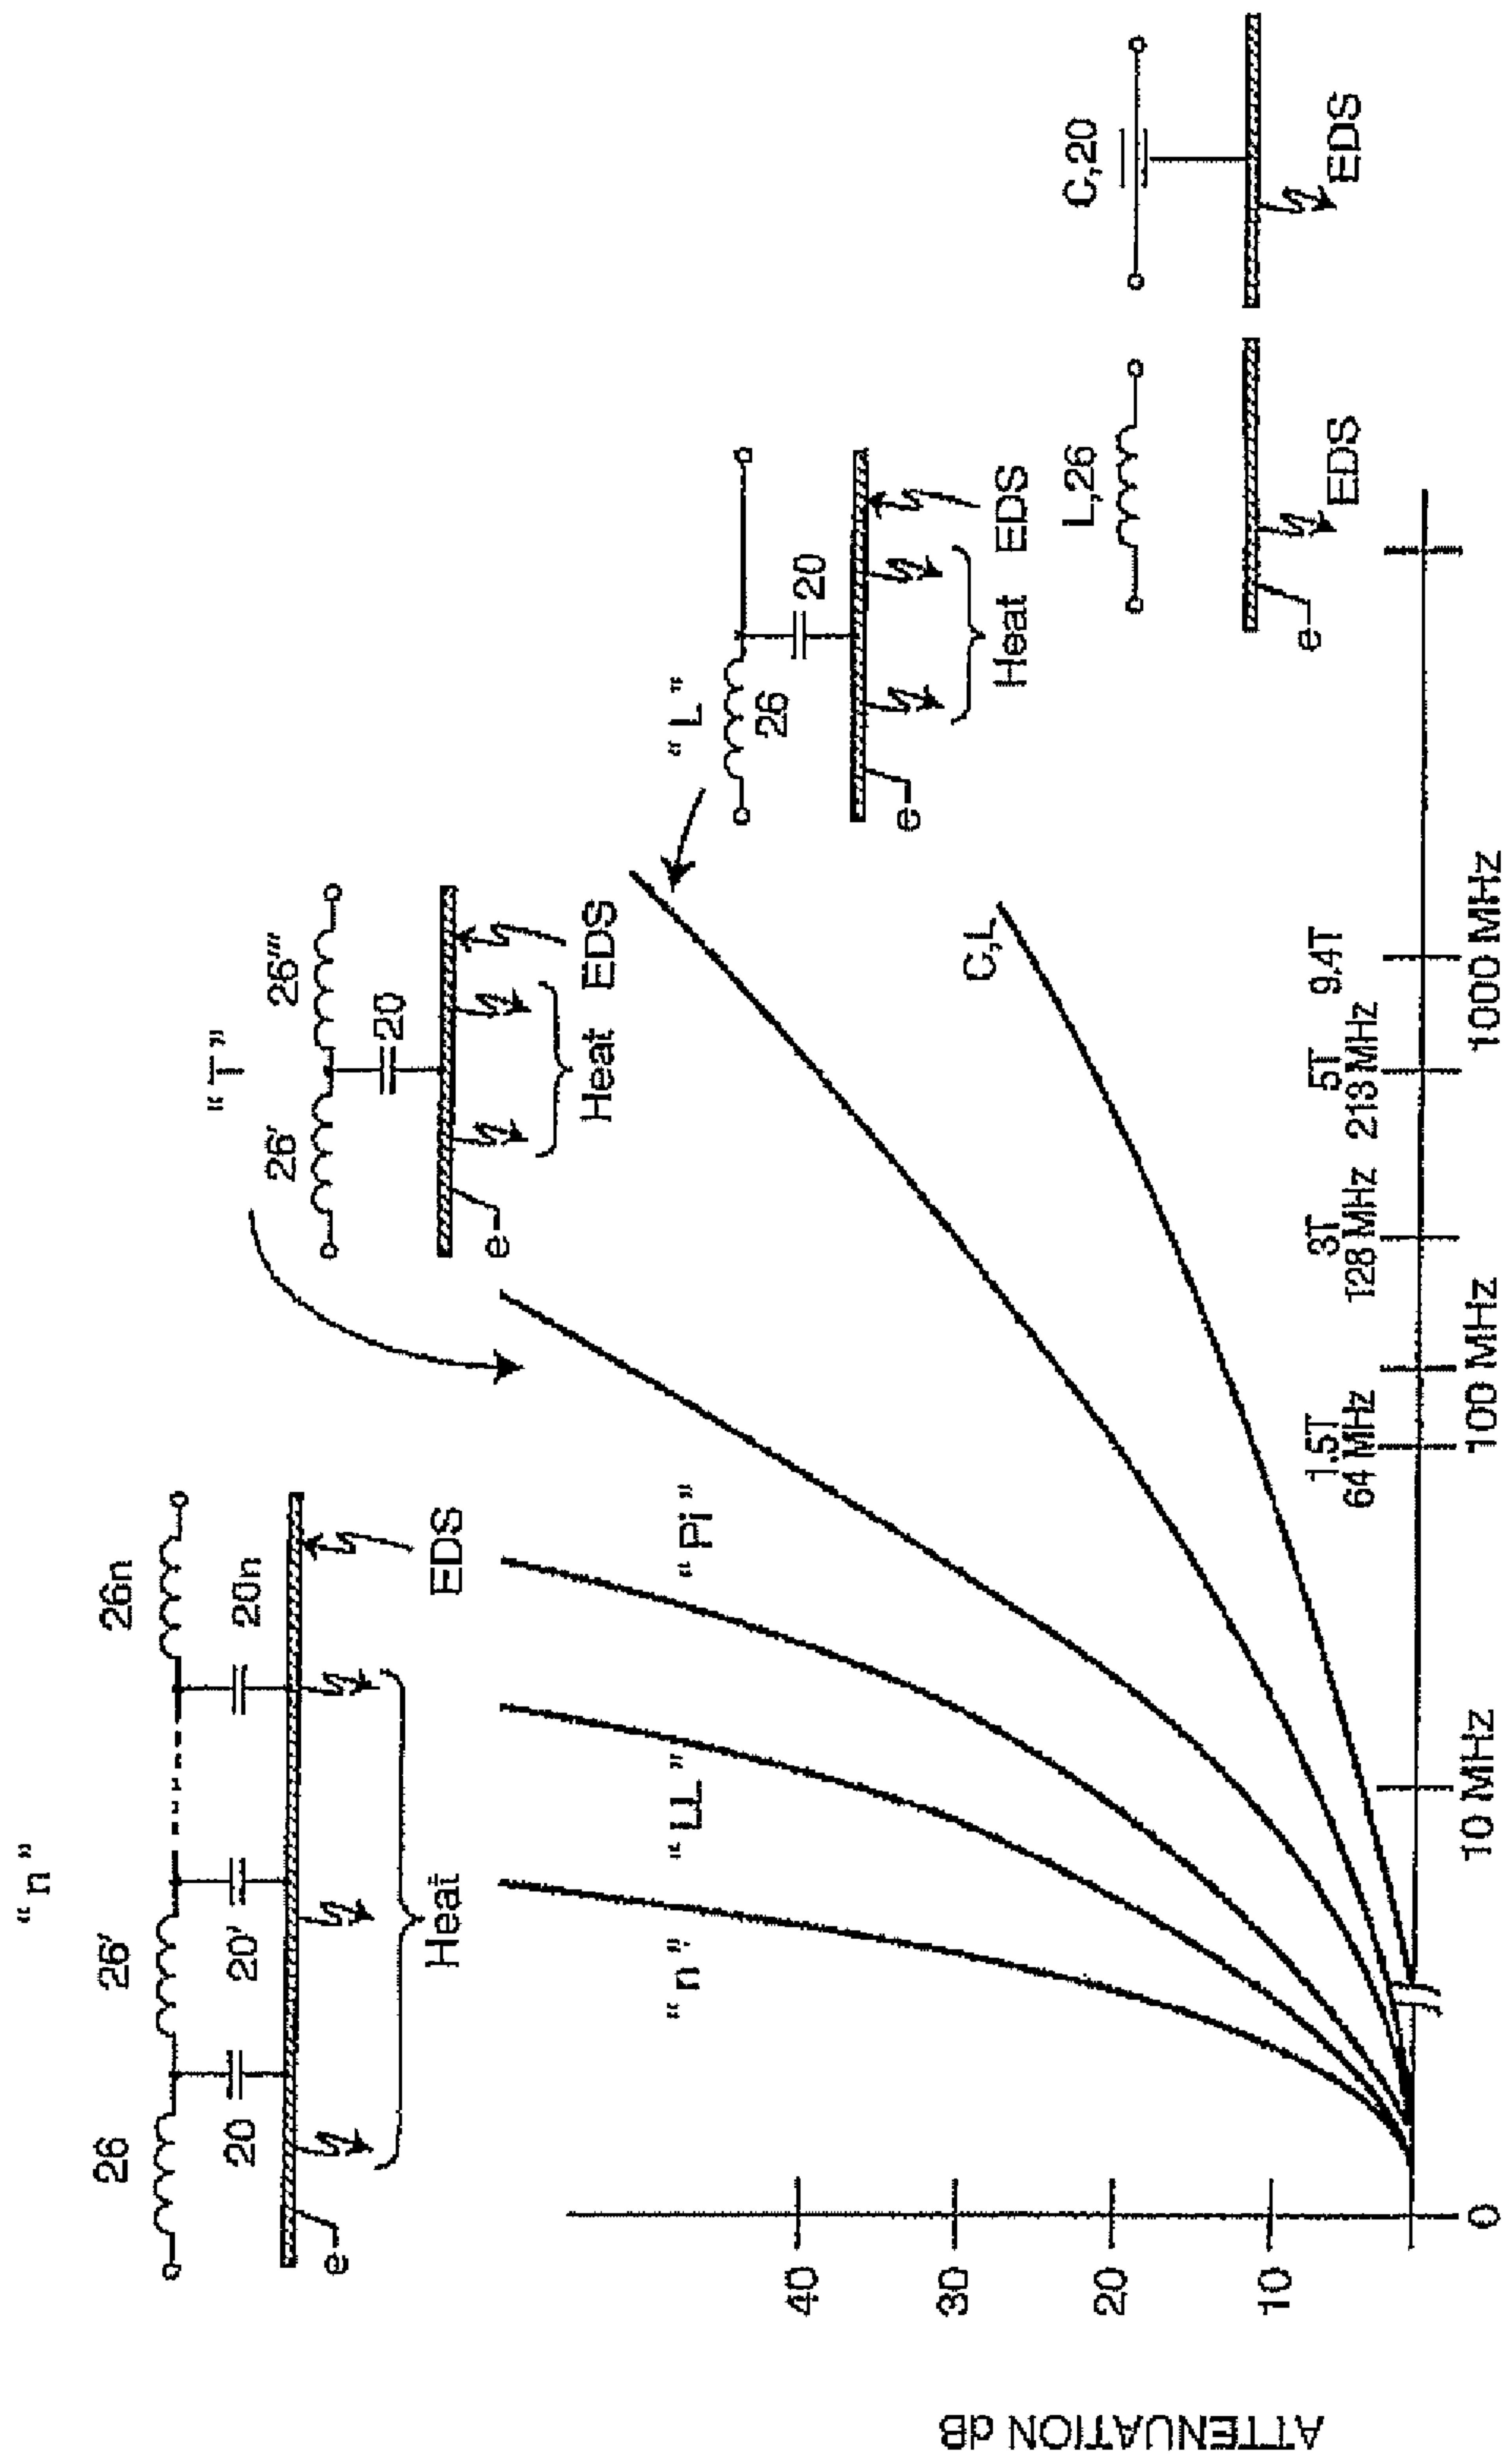 “n”
26 26' 26n
20 20' 20n
e
Heat
EDS
“T”
26' 26'''
20
e
Heat EDS
“L”
26
20
e
Heat EDS
L,26
e
EDS
C,20
EDS
ATTENUATION dB
40
30
20
10
“n”
“LL”
“Pi”
C,L
1.5T
64 MHz
3T
128 MHz
5T
213 MHz
9.4T
0
10 MHz
100 MHz
1000 MHz